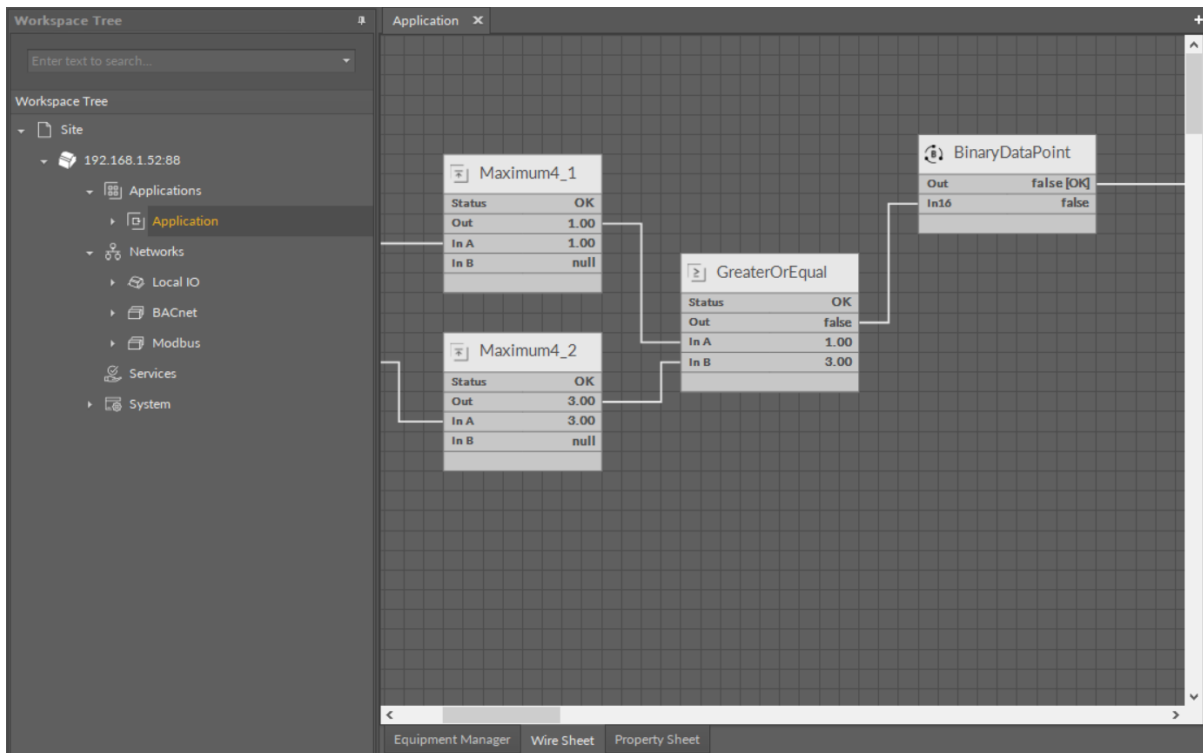 Workspace Tree
Enter text to search...
Workspace Tree
Site
192.168.1.52:88
Applications
Application
Networks
Local IO
BACnet
Modbus
Services
System
Application
Maximum4_1
Status OK
Out 1.00
In A 1.00
In B null
Maximum4_2
Status OK
Out 3.00
In A 3.00
In B null
GreaterOrEqual
Status OK
Out false
In A 1.00
In B 3.00
BinaryDataPoint
Out false [OK]
In16 false
Equipment Manager Wire Sheet Property Sheet